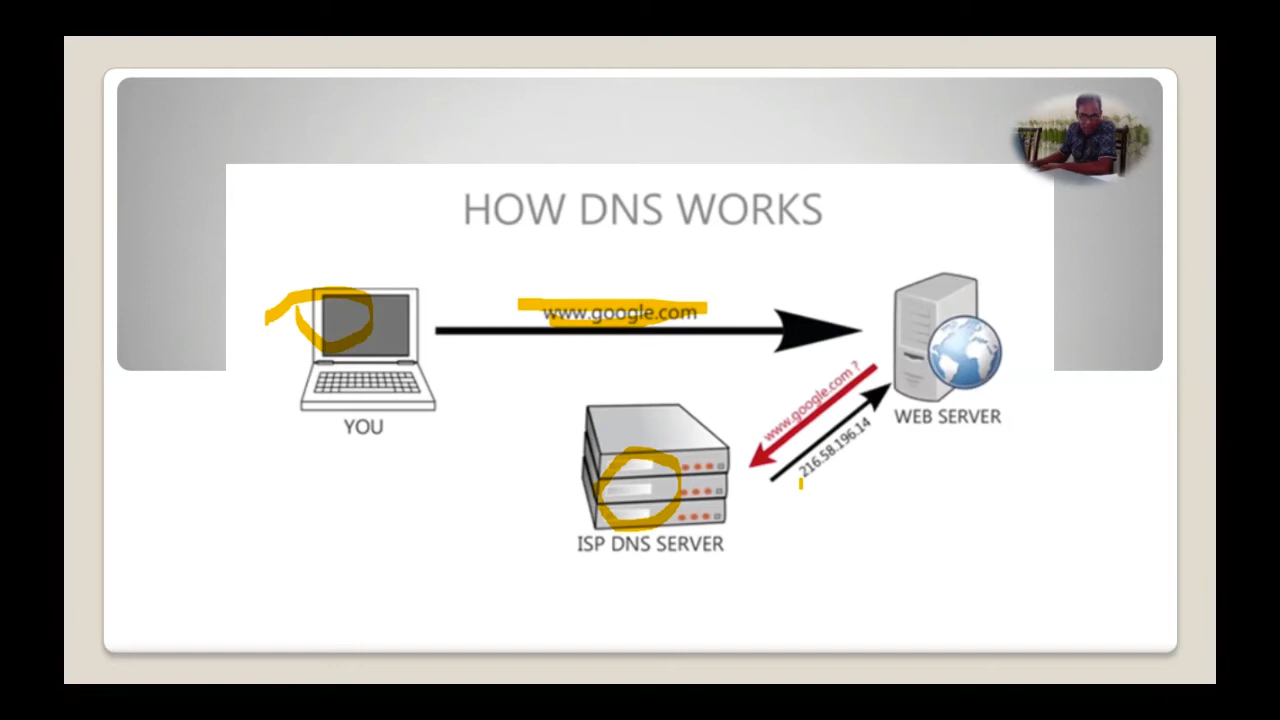 HOW DNS WORKS
www.google.com
www.google.com ?
216.58.196.14
YOU
WEB SERVER
ISP DNS SERVER